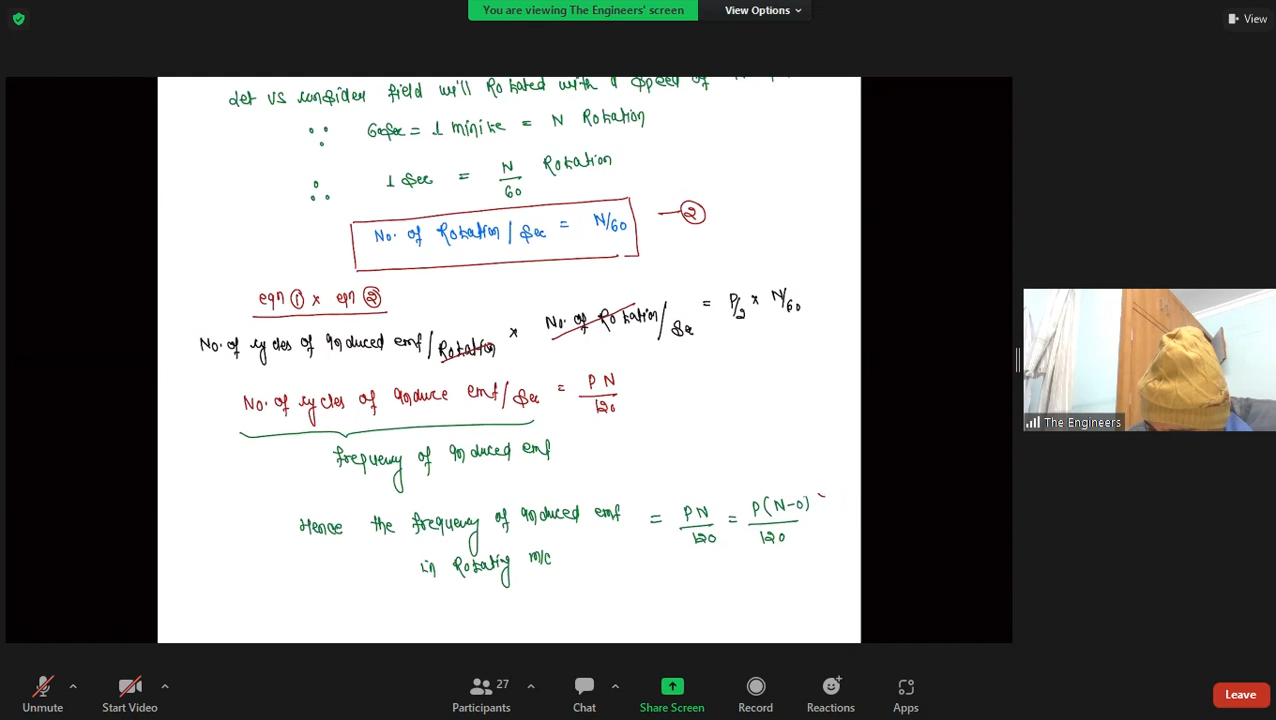 You are viewing The Engineers' screen
View Options
View
Let us consider field will Rotated with a speed of
∴ 60 Sec = 1 minite = N Rotation
∴ 1 Sec = N/60 Rotation
No. of Rotation / Sec = N/60 — ②
eqn ① x eqn ②
No. of cycles of induced emf / Rotation x No. of Rotation / Sec = P/2 x N/60
No. of cycles of induce emf / Sec = PN/120
frequency of induced emf
Hence the frequency of induced emf = PN/120 = P(N-0)/120
in Rotating m/c
The Engineers
27
Unmute
Start Video
Participants
Chat
Share Screen
Record
Reactions
Apps
Leave